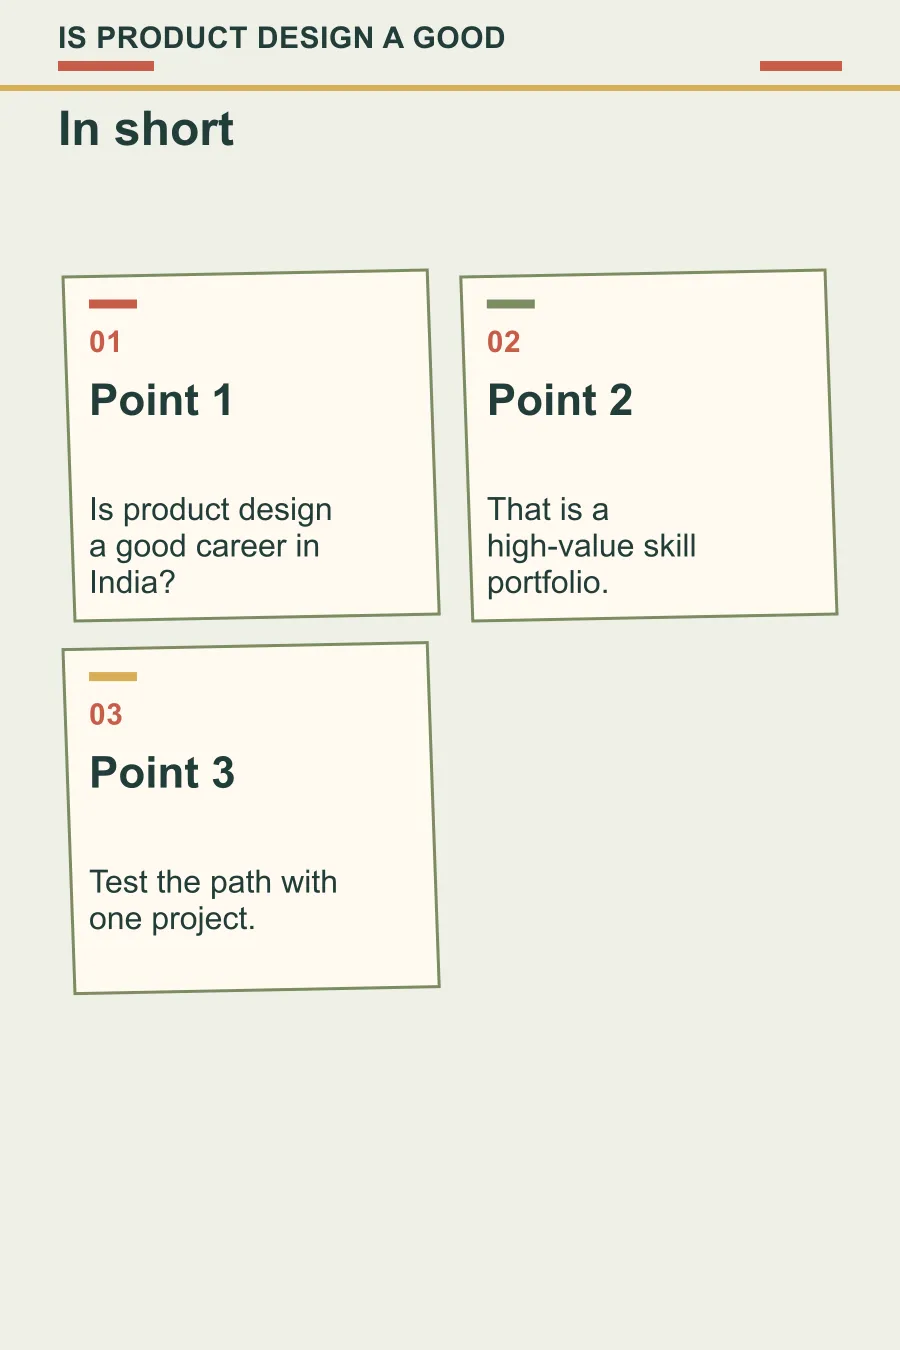 IS PRODUCT DESIGN A GOOD
In short
01
Point 1
Is product design
a good career in
India?
02
Point 2
That is a
high-value skill
portfolio.
03
Point 3
Test the path with
one project.